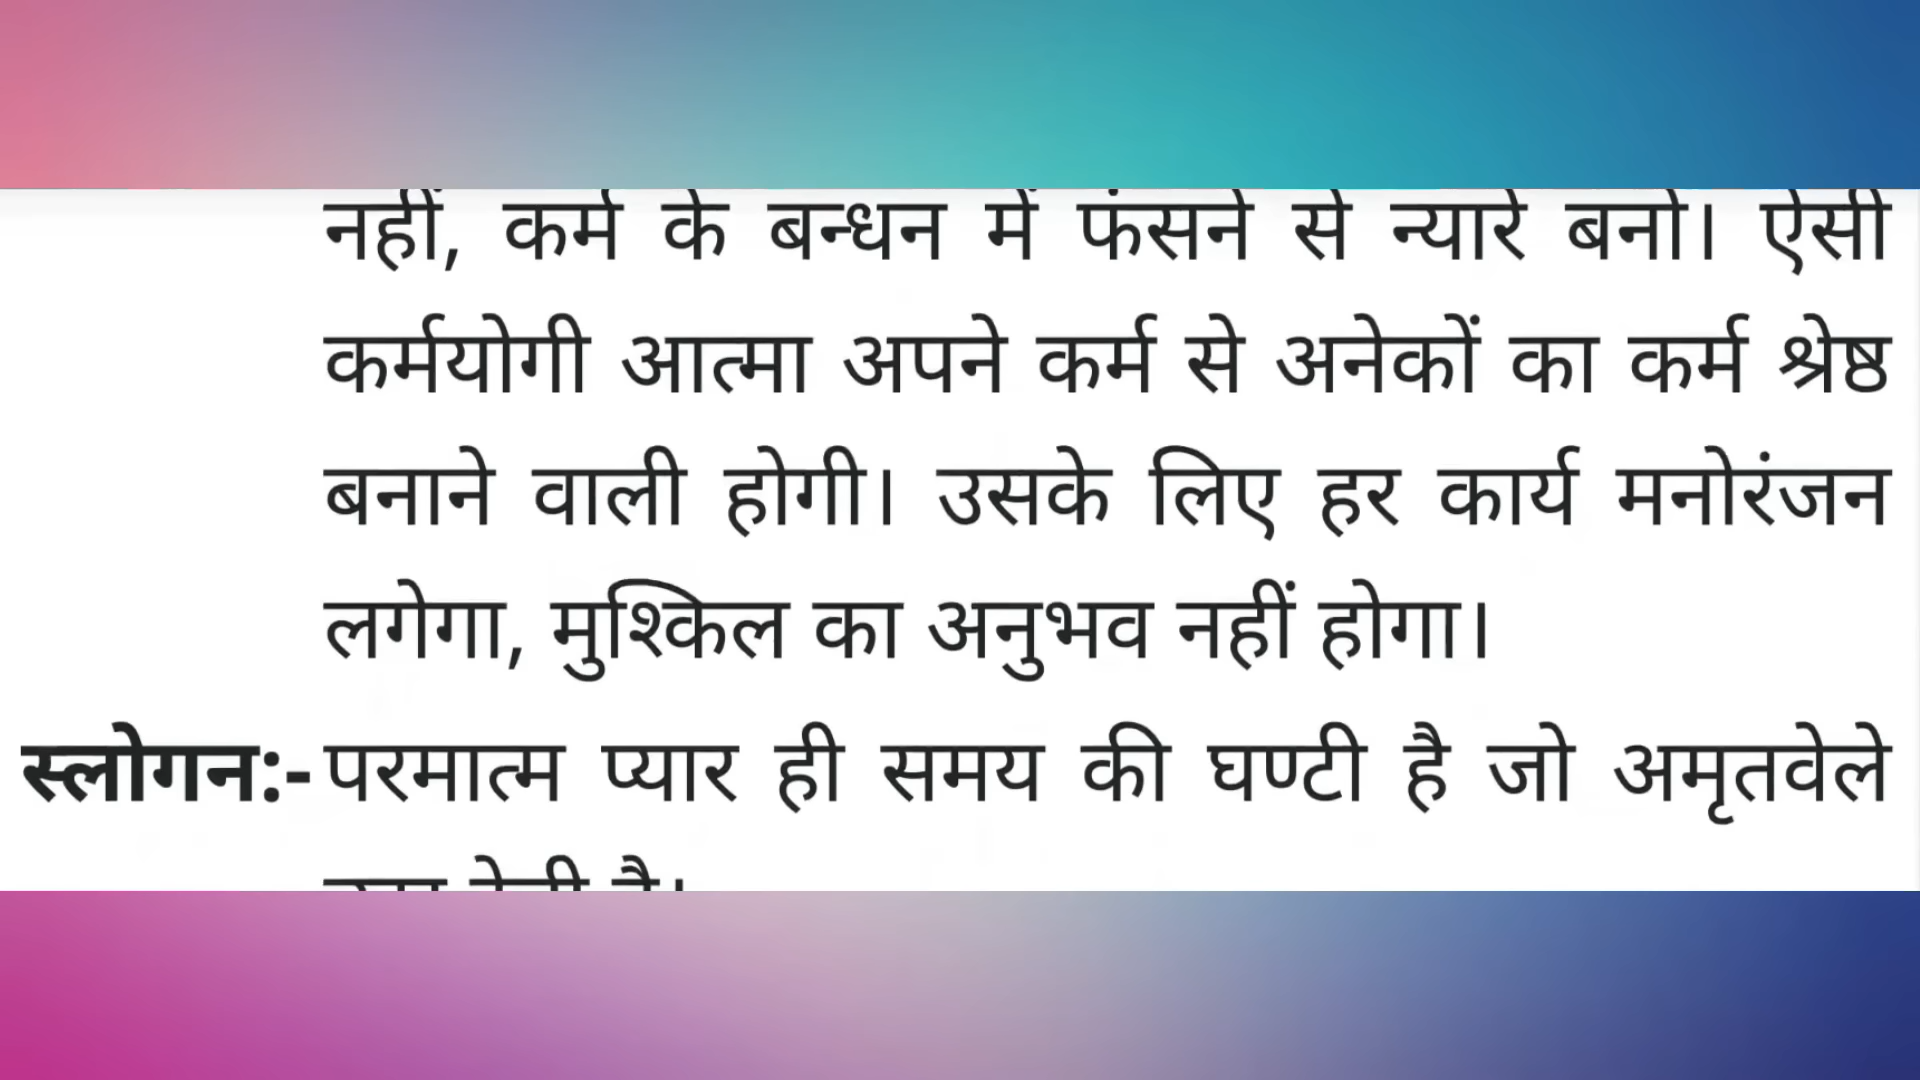 नहीं, कर्म के बन्धन में फंसने से न्यारे बनो। ऐसी
कर्मयोगी आत्मा अपने कर्म से अनेकों का कर्म श्रेष्ठ
बनाने वाली होगी। उसके लिए हर कार्य मनोरंजन
लगेगा, मुश्किल का अनुभव नहीं होगा।
स्लोगन:- परमात्म प्यार ही समय की घण्टी है जो अमृतवेले